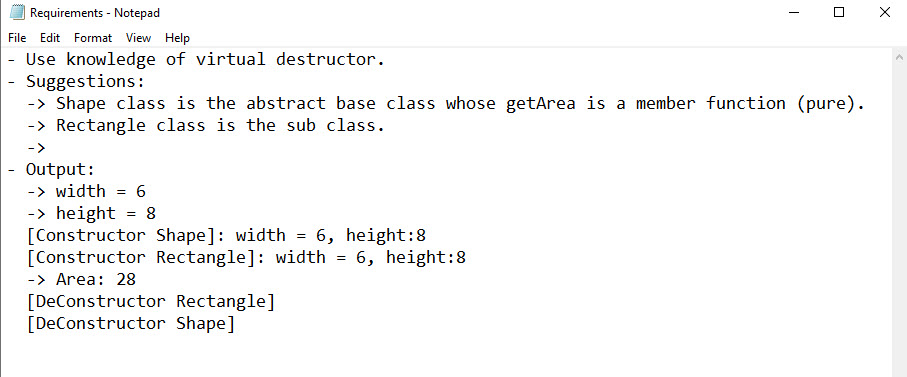 Requirements - Notepad
File Edit Format View Help
- Use knowledge of virtual destructor.
- Suggestions:
-> Shape class is the abstract base class whose getArea is a member function (pure).
-> Rectangle class is the sub class.
->
- Output:
-> width = 6
-> height = 8
[Constructor Shape]: width = 6, height:8
[Constructor Rectangle]: width = 6, height:8
-> Area: 28
[DeConstructor Rectangle]
[DeConstructor Shape]